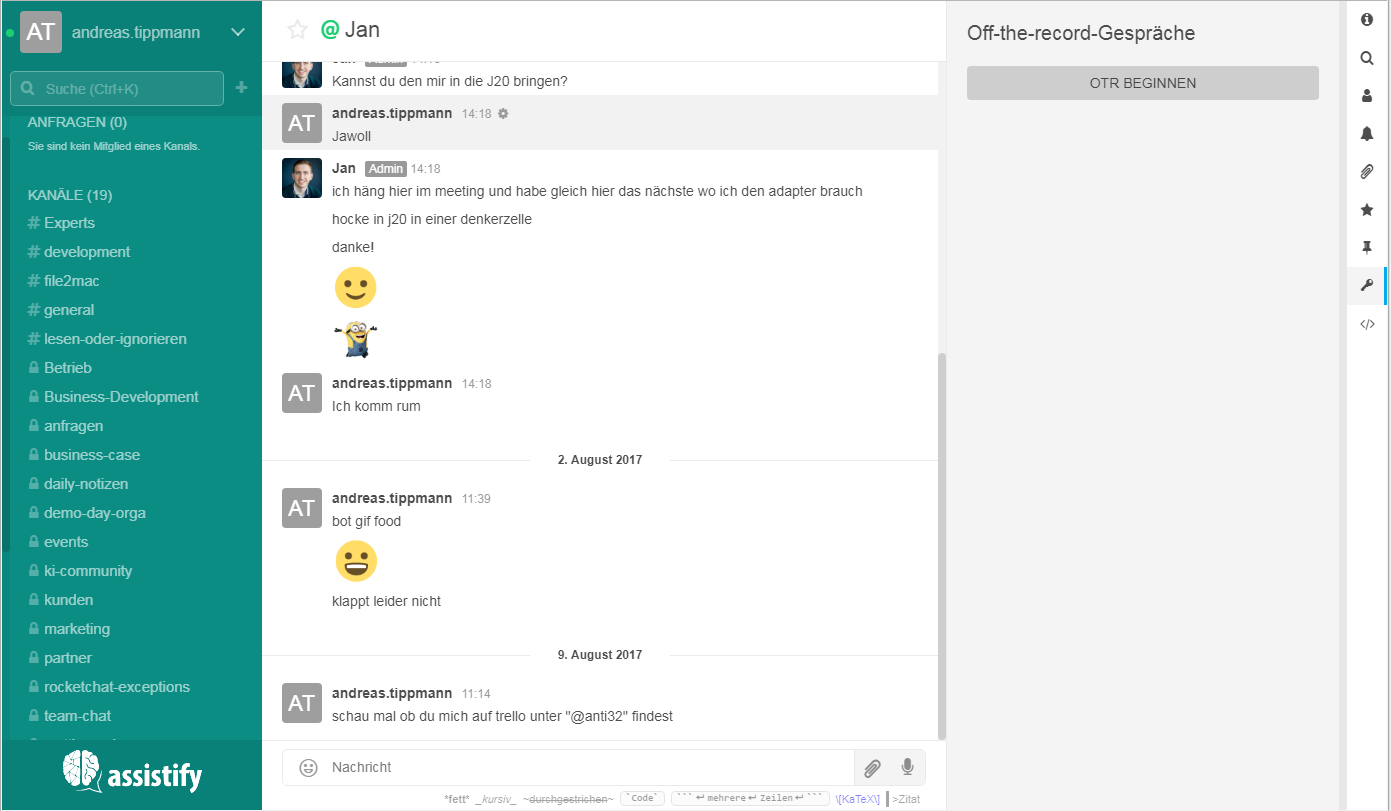 AT andreas.tippmann
Suche (Ctrl+K)
ANFRAGEN (0)
Sie sind kein Mitglied eines Kanals.
KANÄLE (19)
# Experts
# development
# file2mac
# general
# lesen-oder-ignorieren
Betrieb
Business-Development
anfragen
business-case
daily-notizen
demo-day-orga
events
ki-community
kunden
marketing
partner
rocketchat-exceptions
team-chat
assistify
@ Jan
Kannst du den mir in die J20 bringen?
AT andreas.tippmann 14:18
Jawoll
Jan Admin 14:18
ich häng hier im meeting und habe gleich hier das nächste wo ich den adapter brauch
hocke in j20 in einer denkerzelle
danke!
AT andreas.tippmann 14:18
Ich komm rum
2. August 2017
AT andreas.tippmann 11:39
bot gif food
klappt leider nicht
9. August 2017
AT andreas.tippmann 11:14
schau mal ob du mich auf trello unter "@anti32" findest
Nachricht
*fett* _kursiv_ ~durchgestrichen~ `Code` ```↵mehrere↵Zeilen↵``` \[KaTeX\] >Zitat
Off-the-record-Gespräche
OTR BEGINNEN